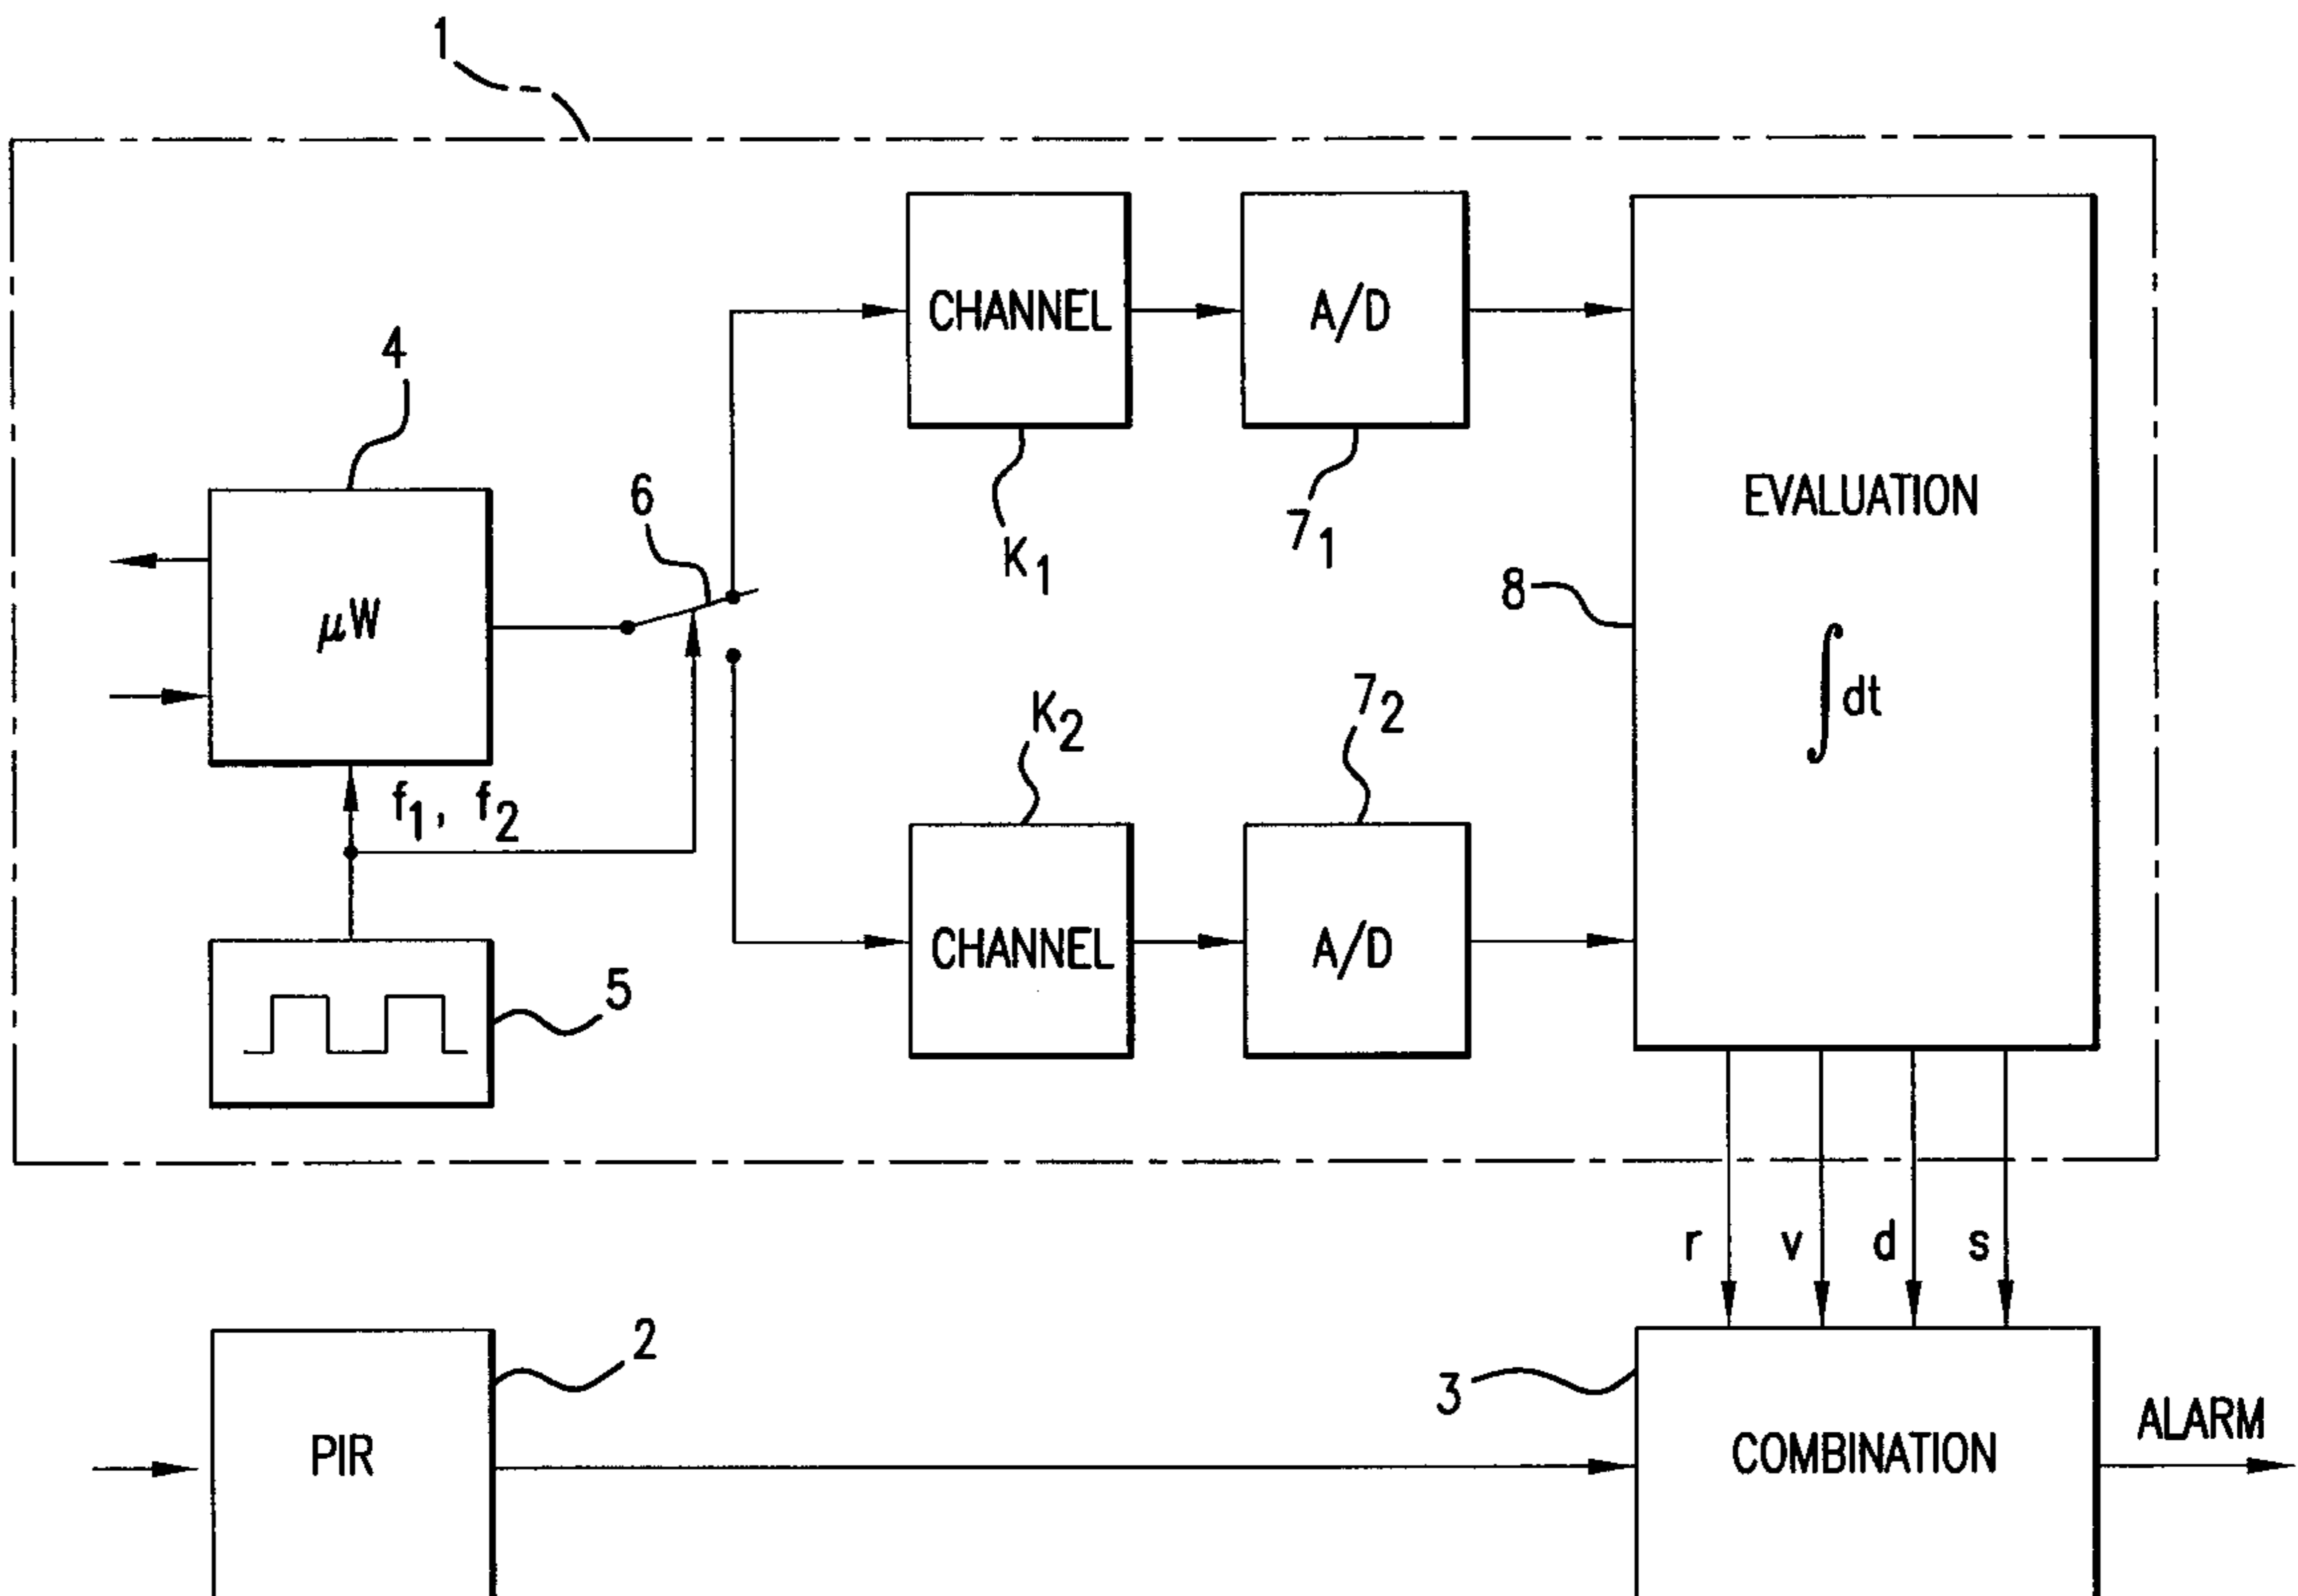 1
CHANNEL
A/D
4
6
K1
71
EVALUATION
8
μW
∫dt
K2
72
f1, f2
CHANNEL
A/D
5
r v d s
2
3
PIR
COMBINATION
ALARM